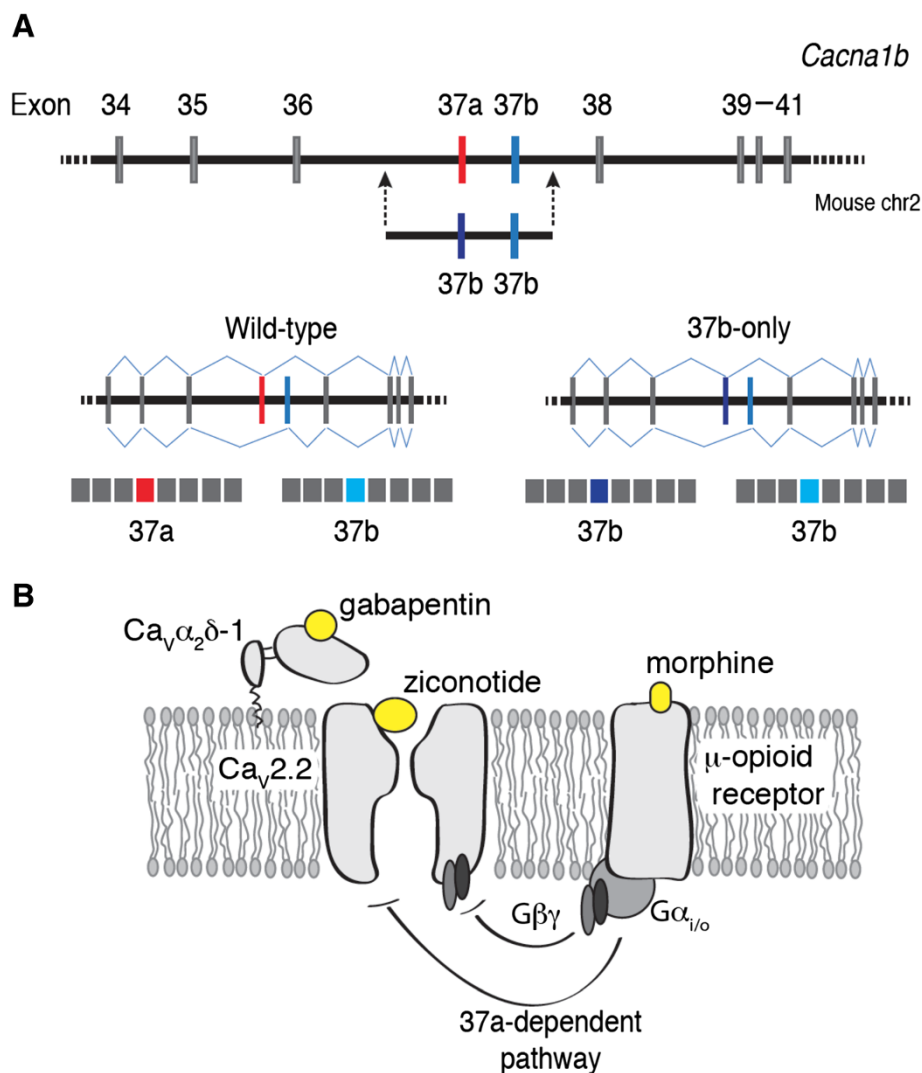 A
Cacna1b
Exon 34 35 36 37a 37b 38 39–41
Mouse chr2
37b 37b
Wild-type 37b-only
37a 37b 37b 37b
B
gabapentin
CaVα2δ-1
ziconotide
morphine
CaV2.2
μ-opioid
receptor
Gβγ Gαi/o
37a-dependent
pathway